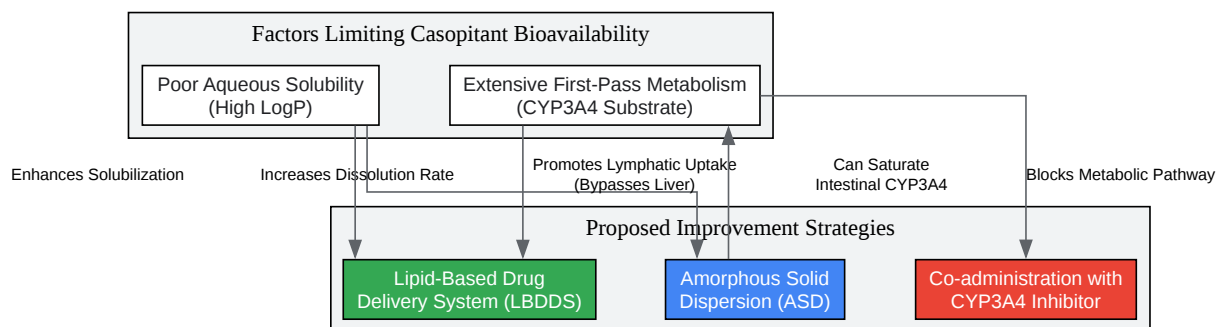 Factors Limiting Casopitant Bioavailability
Poor Aqueous Solubility
(High LogP)
Extensive First-Pass Metabolism
(CYP3A4 Substrate)
Enhances Solubilization
Increases Dissolution Rate
Promotes Lymphatic Uptake
(Bypasses Liver)
Can Saturate
Intestinal CYP3A4
Blocks Metabolic Pathway
Proposed Improvement Strategies
Lipid-Based Drug
Delivery System (LBDDS)
Amorphous Solid
Dispersion (ASD)
Co-administration with
CYP3A4 Inhibitor